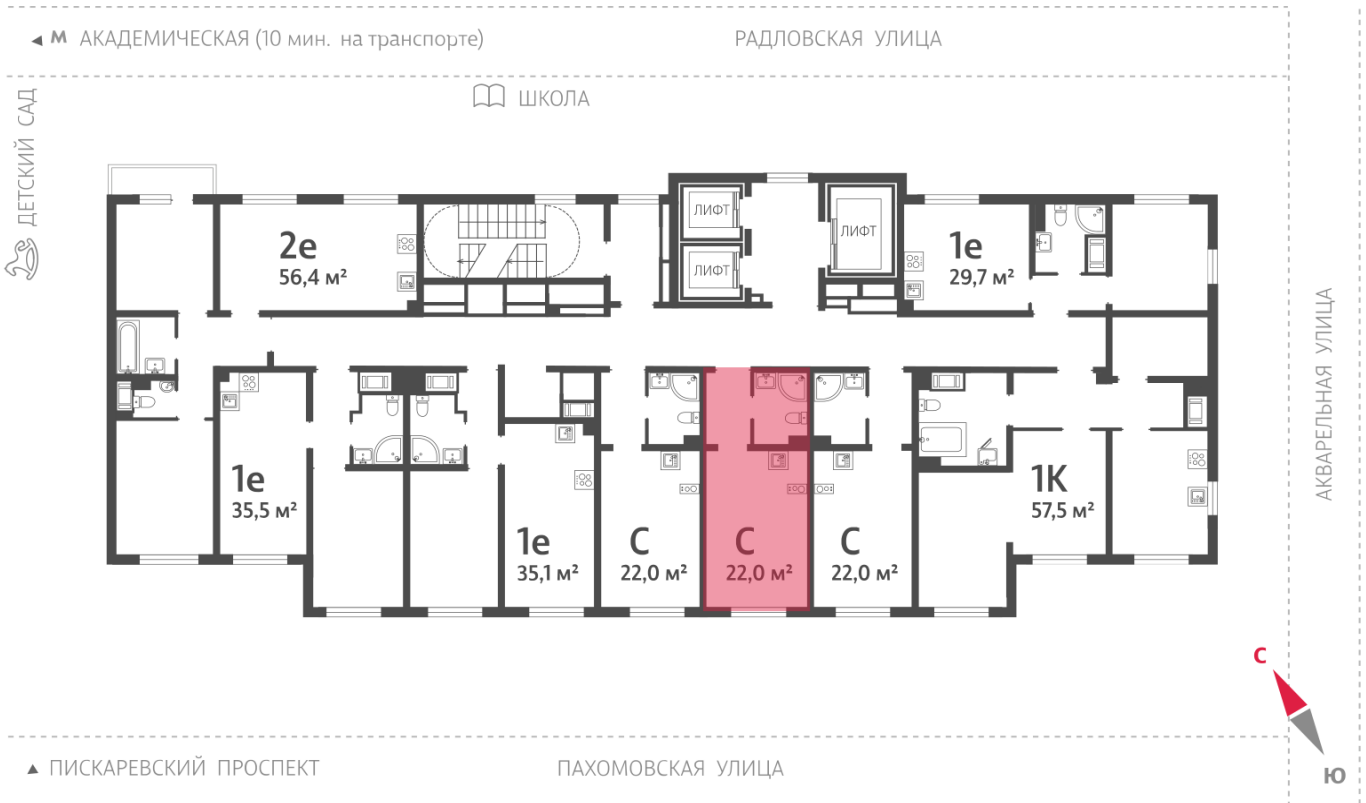 М АКАДЕМИЧЕСКАЯ (10 мин. на транспорте)
РАДЛОВСКАЯ УЛИЦА
ШКОЛА
ДЕТСКИЙ САД
ЛИФТ
ЛИФТ
ЛИФТ
2е
56,4 м²
1е
29,7 м²
АКВАРЕЛЬНАЯ УЛИЦА
1е
35,5 м²
1е
35,1 м²
С
22,0 м²
С
22,0 м²
С
22,0 м²
1К
57,5 м²
С
Ю
ПИСКАРЕВСКИЙ ПРОСПЕКТ
ПАХОМОВСКАЯ УЛИЦА